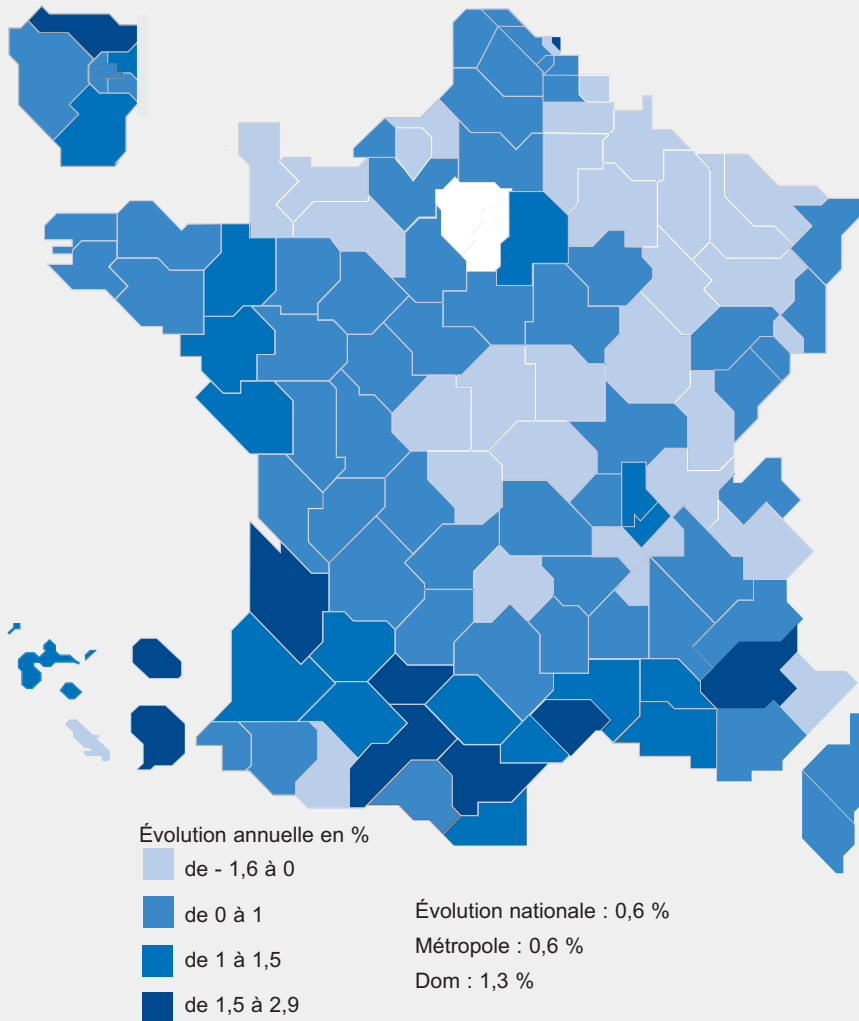 Évolution annuelle en %
de - 1,6 à 0
de 0 à 1
de 1 à 1,5
de 1,5 à 2,9
Évolution nationale : 0,6 %
Métropole : 0,6 %
Dom : 1,3 %